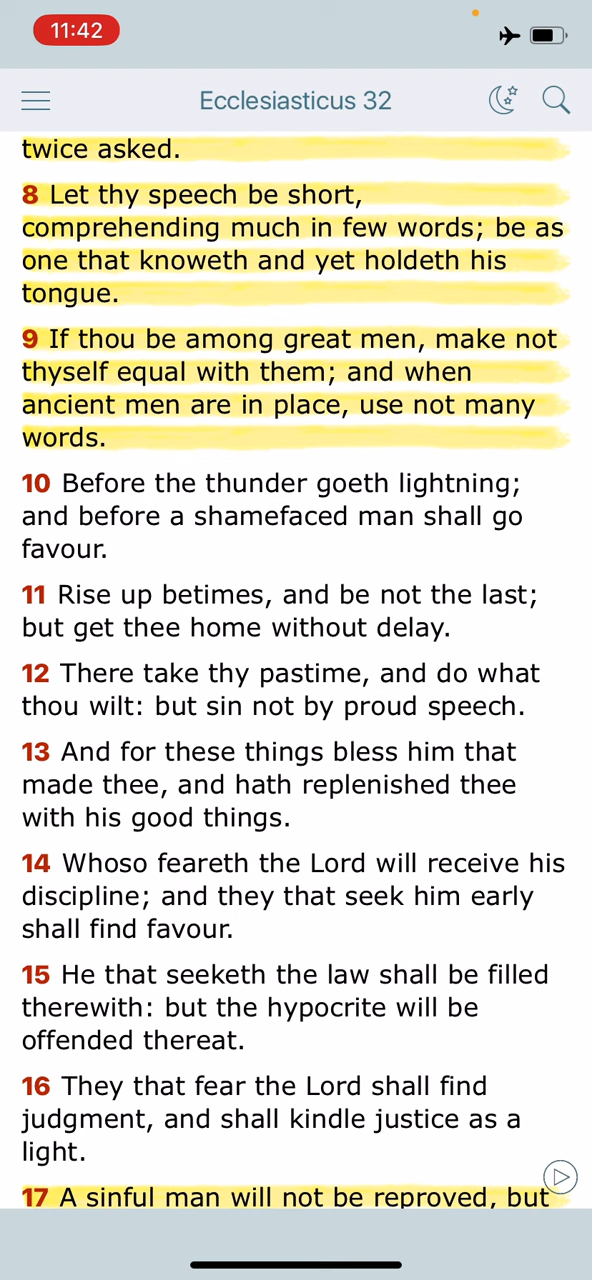 11:42
Ecclesiasticus 32
twice asked.
8 Let thy speech be short,
comprehending much in few words; be as
one that knoweth and yet holdeth his
tongue.
9 If thou be among great men, make not
thyself equal with them; and when
ancient men are in place, use not many
words.
10 Before the thunder goeth lightning;
and before a shamefaced man shall go
favour.
11 Rise up betimes, and be not the last;
but get thee home without delay.
12 There take thy pastime, and do what
thou wilt: but sin not by proud speech.
13 And for these things bless him that
made thee, and hath replenished thee
with his good things.
14 Whoso feareth the Lord will receive his
discipline; and they that seek him early
shall find favour.
15 He that seeketh the law shall be filled
therewith: but the hypocrite will be
offended thereat.
16 They that fear the Lord shall find
judgment, and shall kindle justice as a
light.
17 A sinful man will not be reproved, but